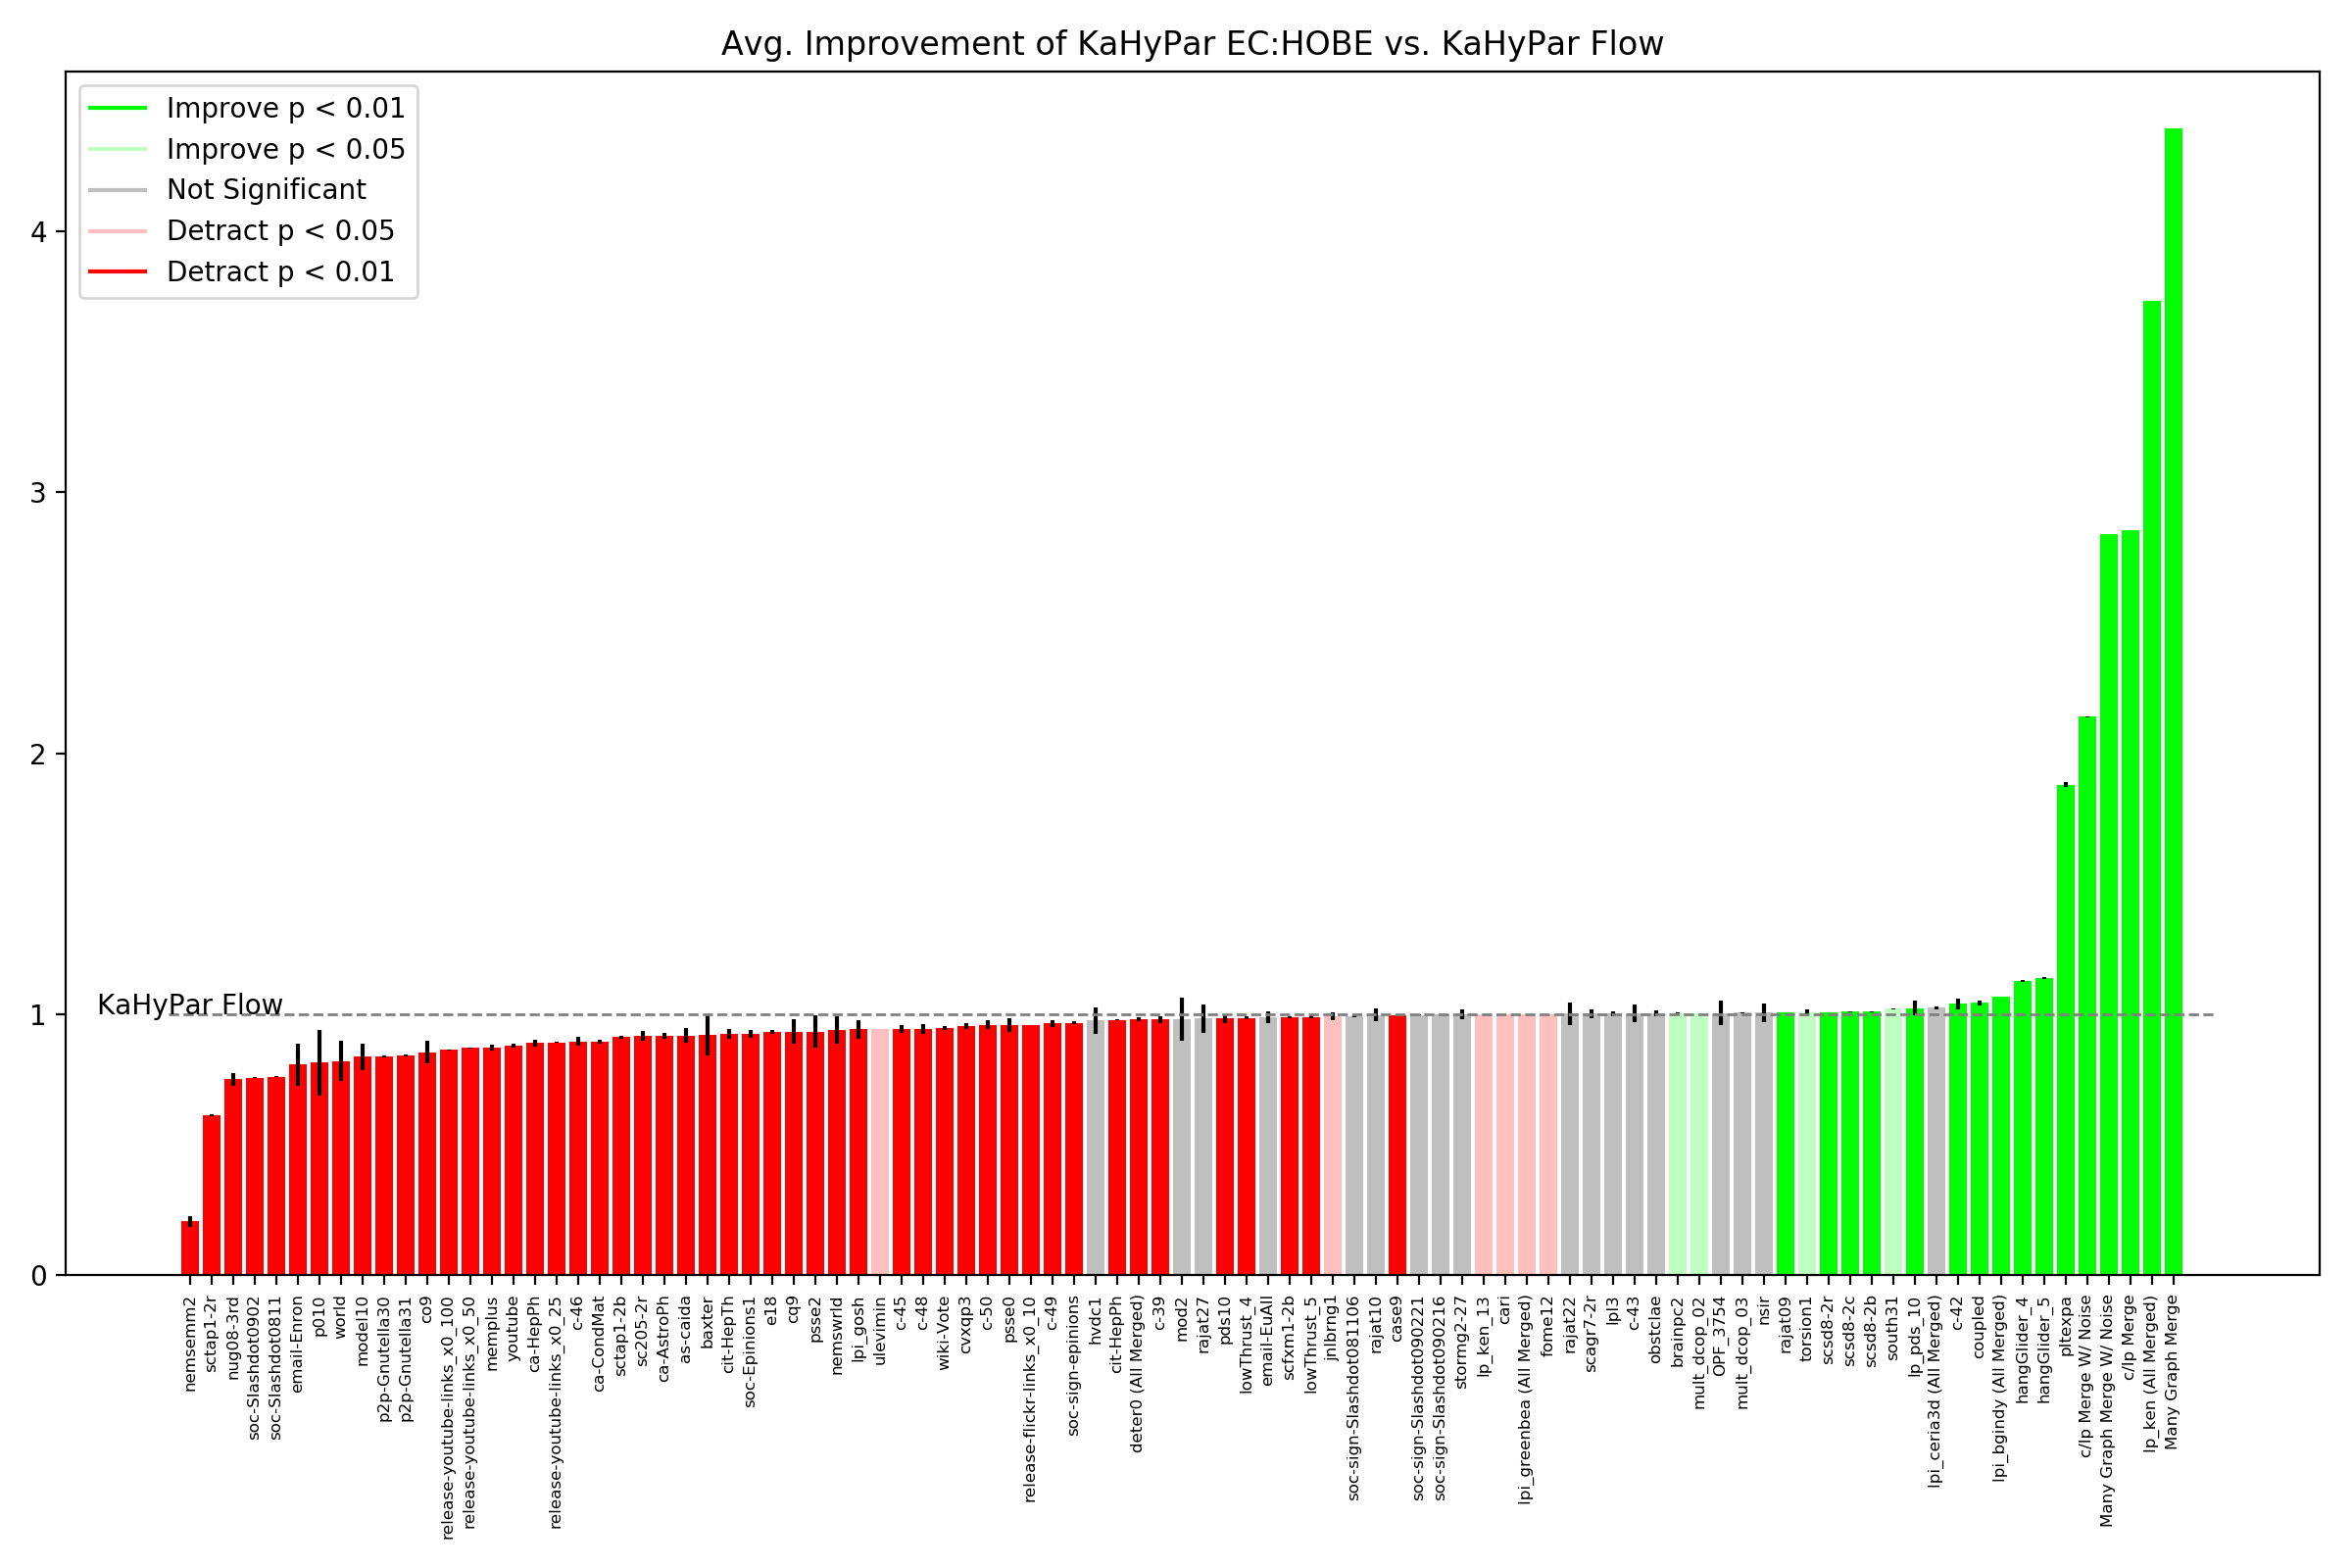 Avg. Improvement of KaHyPar EC:HOBE vs. KaHyPar Flow
Improve p < 0.01
Improve p < 0.05
Not Significant
Detract p < 0.05
Detract p < 0.01
4
3
2
1
0
KaHyPar Flow
nemsemm2
sctap1-2r
nug08-3rd
soc-Slashdot0902
soc-Slashdot0811
email-Enron
p010
world
model10
p2p-Gnutella30
p2p-Gnutella31
co9
release-youtube-links_x0_100
release-youtube-links_x0_50
memplus
youtube
ca-HepPh
release-youtube-links_x0_25
c-46
ca-CondMat
sctap1-2b
sc205-2r
ca-AstroPh
as-caida
baxter
cit-HepTh
soc-Epinions1
e18
cq9
psse2
nemswrld
lpi_gosh
ulevimin
c-45
c-48
wiki-Vote
cvxqp3
c-50
psse0
release-flickr-links_x0_10
c-49
soc-sign-epinions
hvdc1
cit-HepPh
deter0 (All Merged)
c-39
mod2
rajat27
pds10
lowThrust_4
email-EuAll
scfxm1-2b
lowThrust_5
jnlbrng1
soc-sign-Slashdot081106
rajat10
case9
soc-sign-Slashdot090221
soc-sign-Slashdot090216
stormg2-27
lp_ken_13
cari
lpi_greenbea (All Merged)
fome12
rajat22
scagr7-2r
lpl3
c-43
obstclae
brainpc2
mult_dcop_02
OPF_3754
mult_dcop_03
nsir
rajat09
torsion1
scsd8-2r
scsd8-2c
scsd8-2b
south31
lp_pds_10
lpi_ceria3d (All Merged)
c-42
coupled
lpi_bgindy (All Merged)
hangGlider_4
hangGlider_5
pltexpa
c/lp Merge W/ Noise
Many Graph Merge W/ Noise
c/lp Merge
lp_ken (All Merged)
Many Graph Merge